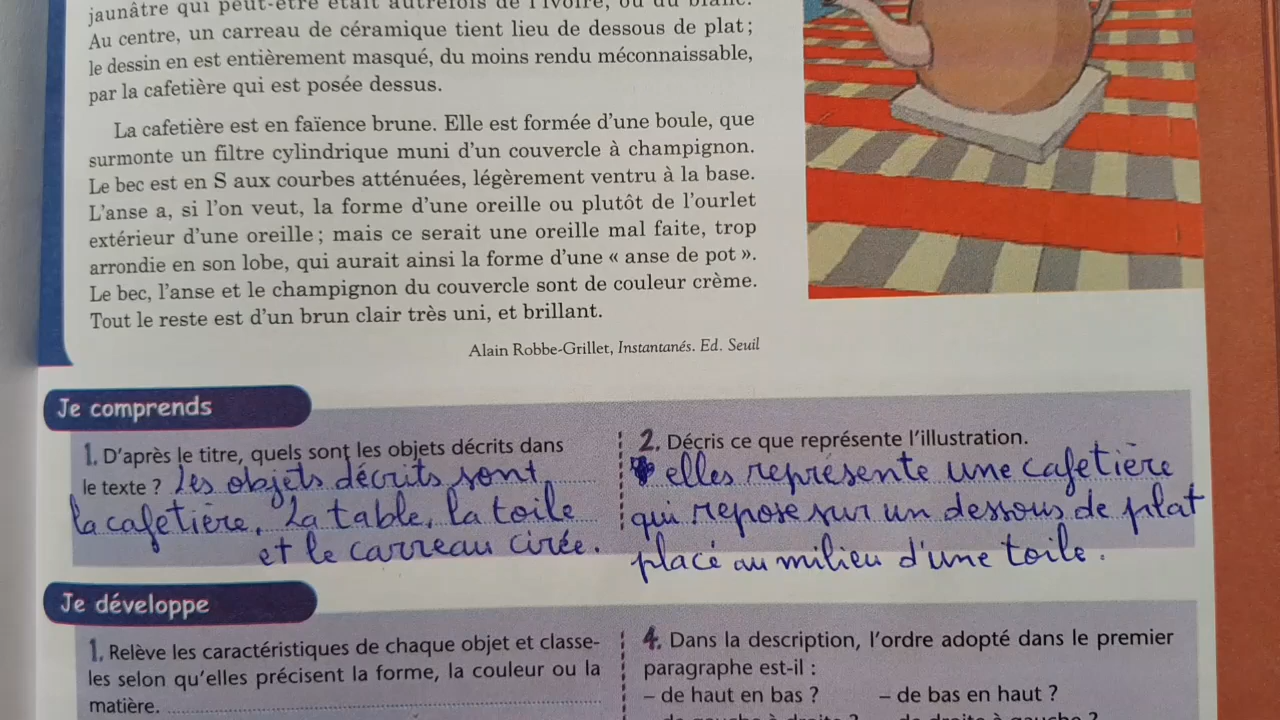 jaunâtre qui peut-être était autrefois de l'ivoire, ou du blanc.
Au centre, un carreau de céramique tient lieu de dessous de plat ;
le dessin en est entièrement masqué, du moins rendu méconnaissable,
par la cafetière qui est posée dessus.
La cafetière est en faïence brune. Elle est formée d'une boule, que
surmonte un filtre cylindrique muni d'un couvercle à champignon.
Le bec est en S aux courbes atténuées, légèrement ventru à la base.
L'anse a, si l'on veut, la forme d'une oreille ou plutôt de l'ourlet
extérieur d'une oreille ; mais ce serait une oreille mal faite, trop
arrondie en son lobe, qui aurait ainsi la forme d'une « anse de pot ».
Le bec, l'anse et le champignon du couvercle sont de couleur crème.
Tout le reste est d'un brun clair très uni, et brillant.
Alain Robbe-Grillet, Instantanés. Ed. Seuil
Je comprends
1. D'après le titre, quels sont les objets décrits dans
le texte ? Les objets décrits sont
la cafetière, La table, la toile
et le carreau cirée.
2. Décris ce que représente l'illustration.
elles représente une cafetière
qui repose sur un dessous de plat
placé au milieu d'une toile.
Je développe
1. Relève les caractéristiques de chaque objet et classe-
les selon qu'elles précisent la forme, la couleur ou la
matière.
4. Dans la description, l'ordre adopté dans le premier
paragraphe est-il :
– de haut en bas ? – de bas en haut ?
– de gauche à droite ? – de droite à gauche ?